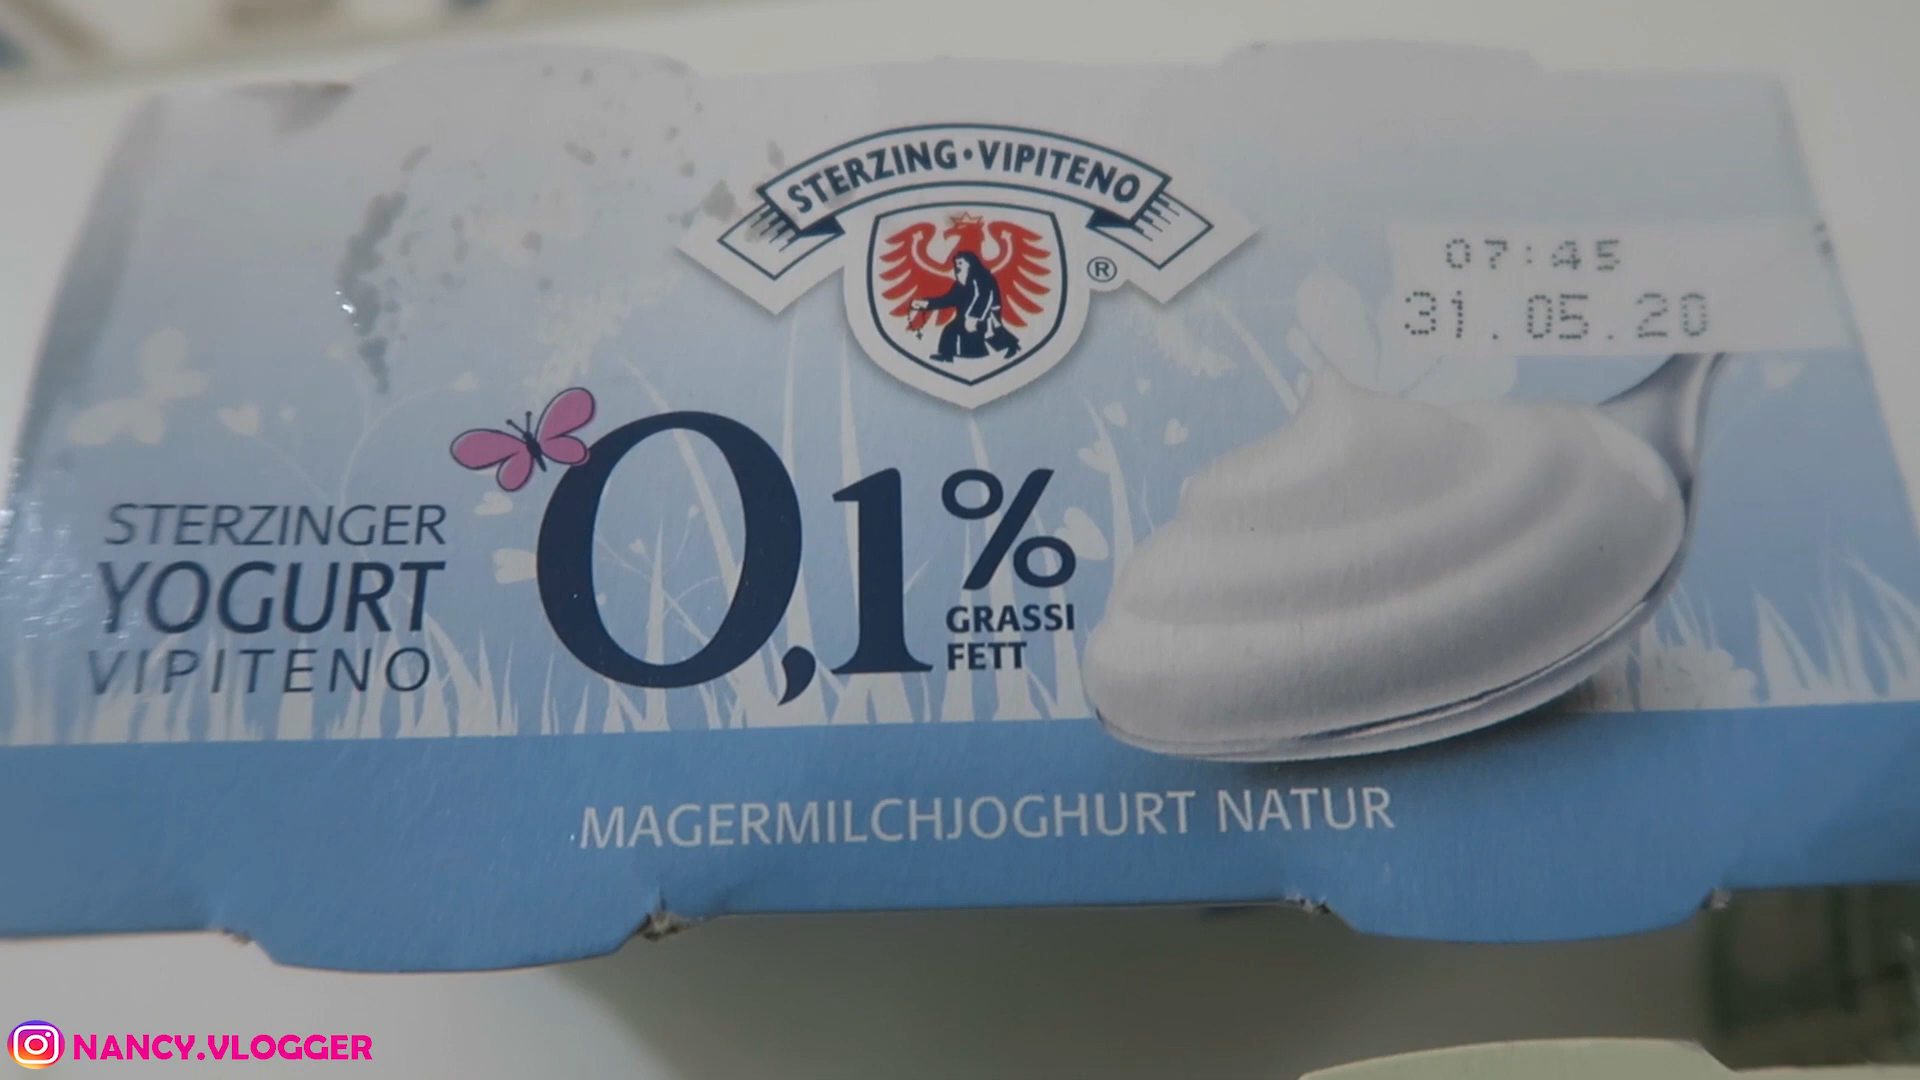 STERZING • VIPITENO
®
07:45
31.05.20
STERZINGER
YOGURT
VIPITENO
0,1%
GRASSI
FETT
MAGERMILCHJOGHURT NATUR
NANCY.VLOGGER